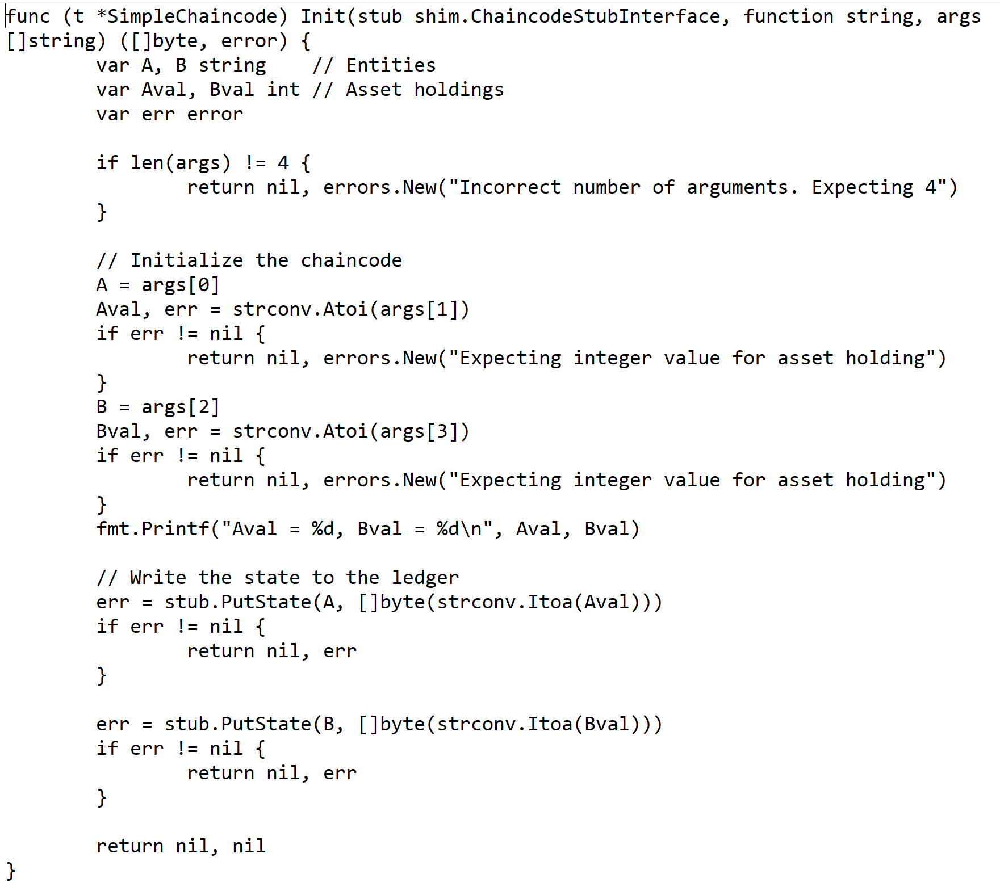 func (t *SimpleChaincode) Init(stub shim.ChaincodeStubInterface, function string, args
[]string) ([]byte, error) {
        var A, B string    // Entities
        var Aval, Bval int // Asset holdings
        var err error

        if len(args) != 4 {
                return nil, errors.New("Incorrect number of arguments. Expecting 4")
        }

        // Initialize the chaincode
        A = args[0]
        Aval, err = strconv.Atoi(args[1])
        if err != nil {
                return nil, errors.New("Expecting integer value for asset holding")
        }
        B = args[2]
        Bval, err = strconv.Atoi(args[3])
        if err != nil {
                return nil, errors.New("Expecting integer value for asset holding")
        }
        fmt.Printf("Aval = %d, Bval = %d\n", Aval, Bval)

        // Write the state to the ledger
        err = stub.PutState(A, []byte(strconv.Itoa(Aval)))
        if err != nil {
                return nil, err
        }

        err = stub.PutState(B, []byte(strconv.Itoa(Bval)))
        if err != nil {
                return nil, err
        }

        return nil, nil
}